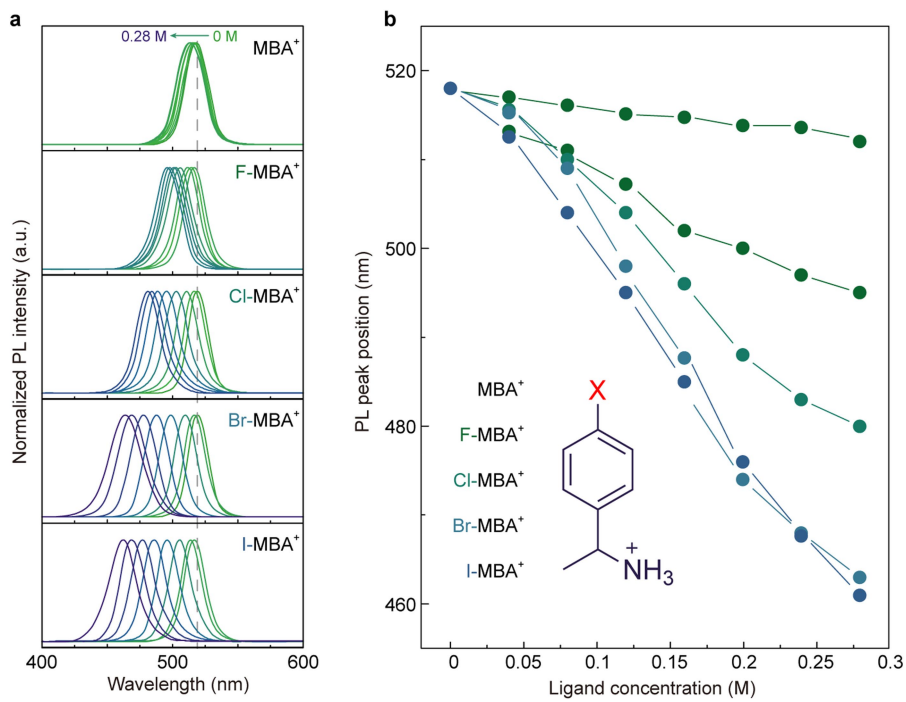 a
0.28 M 0 M
MBA⁺
F-MBA⁺
Cl-MBA⁺
Br-MBA⁺
I-MBA⁺
Normalized PL intensity (a.u.)
400 500 600
Wavelength (nm)
b
520
500
480
460
PL peak position (nm)
MBA⁺
F-MBA⁺
Cl-MBA⁺
Br-MBA⁺
I-MBA⁺
X
+
NH₃
0 0.05 0.10 0.15 0.20 0.25 0.3
Ligand concentration (M)